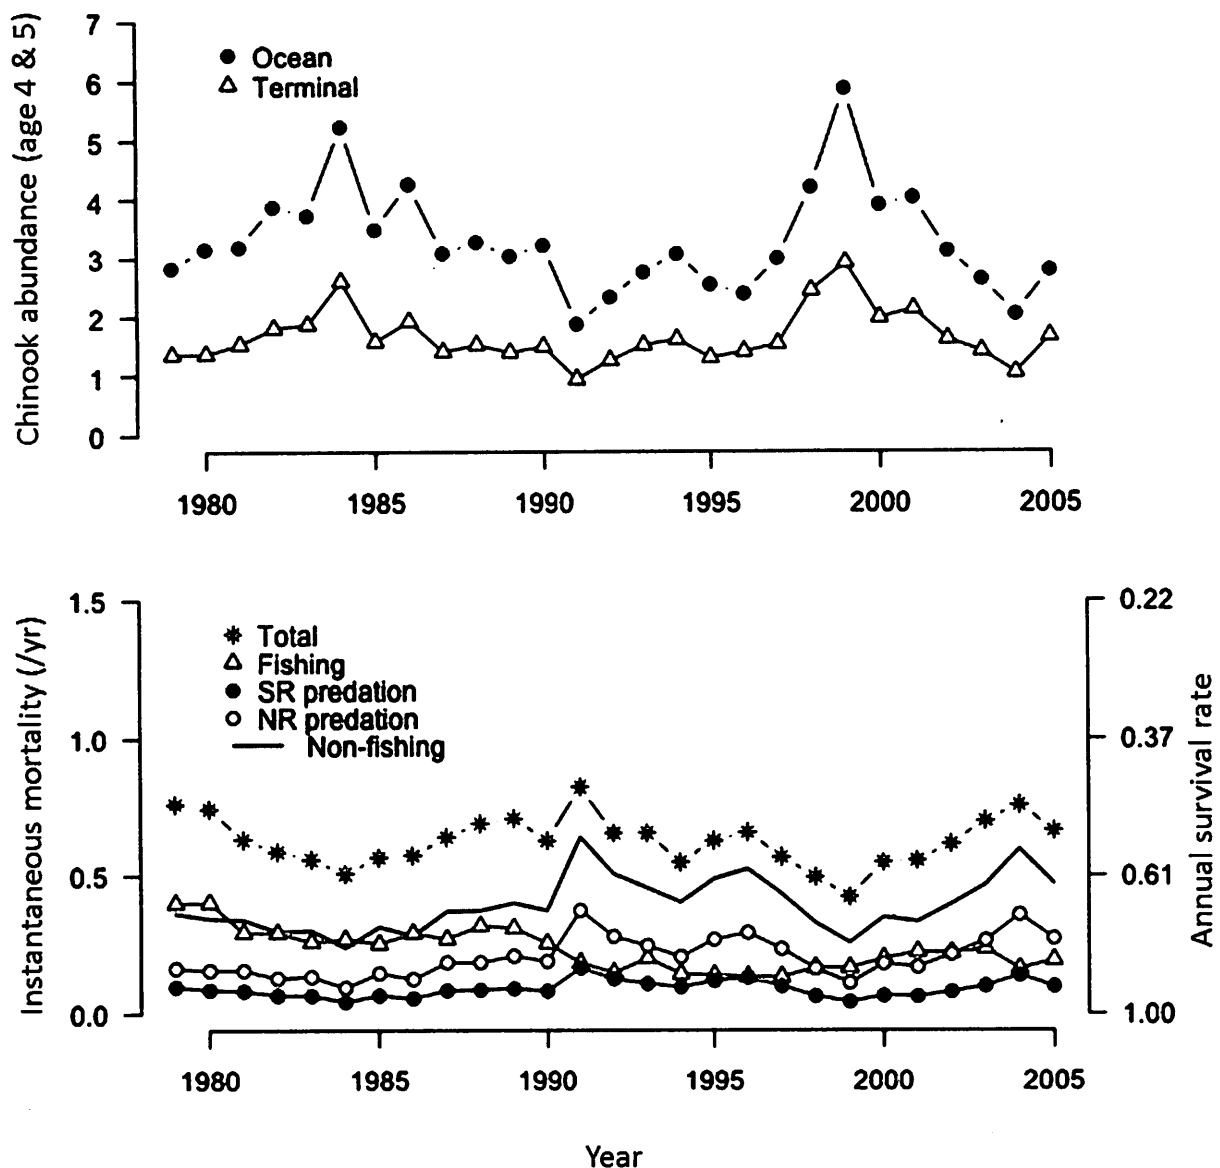 Chinook abundance (age 4 & 5)
7
6
5
4
3
2
1
0
Ocean
Terminal
1980 1985 1990 1995 2000 2005
Instantaneous mortality (/yr)
1.5
1.0
0.5
0.0
Total
Fishing
SR predation
NR predation
Non-fishing
0.22
0.37
0.61
1.00
Annual survival rate
1980 1985 1990 1995 2000 2005
Year